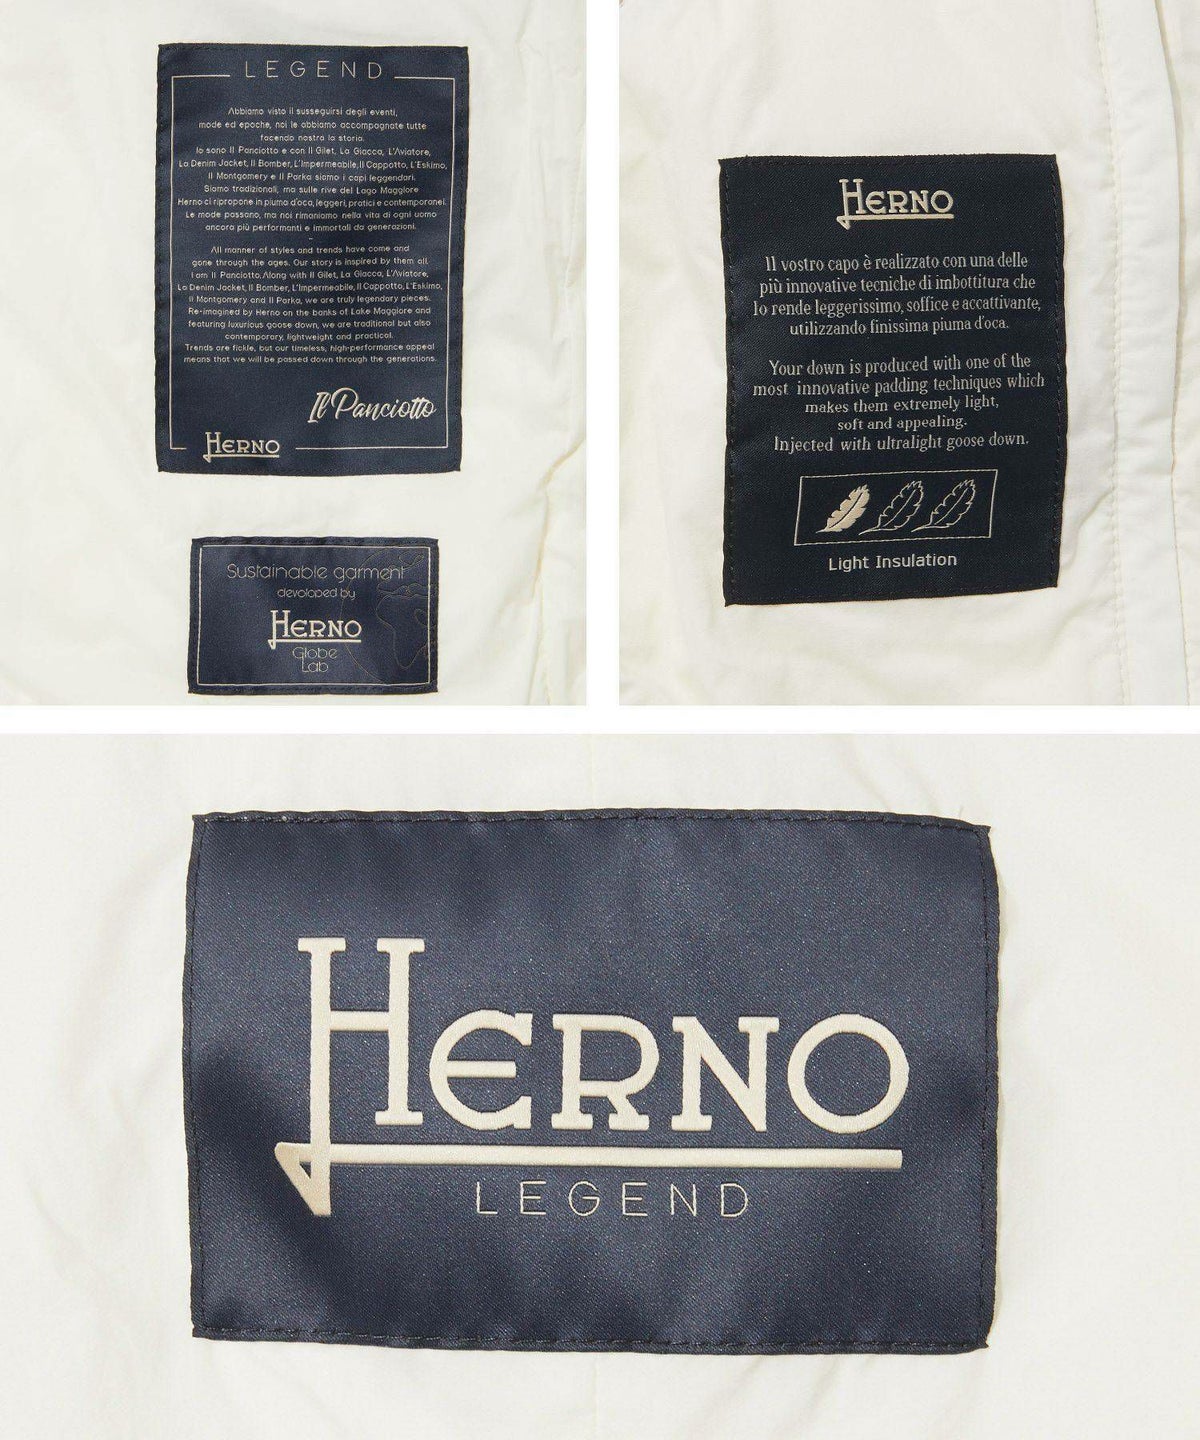 LEGEND
Abbiamo visto il susseguirsi degli eventi,
mode ed epoche, noi le abbiamo accompagnate tutte
facendo nostra la storia.
Io sono Il Panciotto e con Il Gilet, La Giacca, L'Aviatore,
La Denim Jacket, Il Bomber, L'Impermeabile, Il Cappotto, L'Eskimo,
Il Montgomery e Il Parka siamo i capi leggendari.
Siamo tradizionali, ma sulle rive del Lago Maggiore
Herno ci ripropone in piuma d'oca, leggeri, pratici e contemporanei.
Le mode passano, ma noi rimaniamo nella vita di ogni uomo
ancora più performanti e immortali da generazioni.
-
All manner of styles and trends have come and
gone through the ages. Our story is inspired by them all.
I am Il Panciotto, Along with Il Gilet, La Giacca, L'Aviatore,
La Denim Jacket, Il Bomber, L'Impermeabile, Il Cappotto, L'Eskimo,
Il Montgomery and Il Parka, we are truly legendary pieces.
Re-imagined by Herno on the banks of Lake Maggiore and
featuring luxurious goose down, we are traditional but also
contemporary, lightweight and practical.
Trends are fickle, but our timeless, high-performance appeal
means that we will be passed down through the generations.
Il Panciotto
HERNO
Sustainable garment
developed by
HERNO
Globe
Lab
HERNO
Il vostro capo è realizzato con una delle
più innovative tecniche di imbottitura che
lo rende leggerissimo, soffice e accattivante,
utilizzando finissima piuma d'oca.
Your down is produced with one of the
most innovative padding techniques which
makes them extremely light,
soft and appealing.
Injected with ultralight goose down.
Light Insulation
HERNO
LEGEND